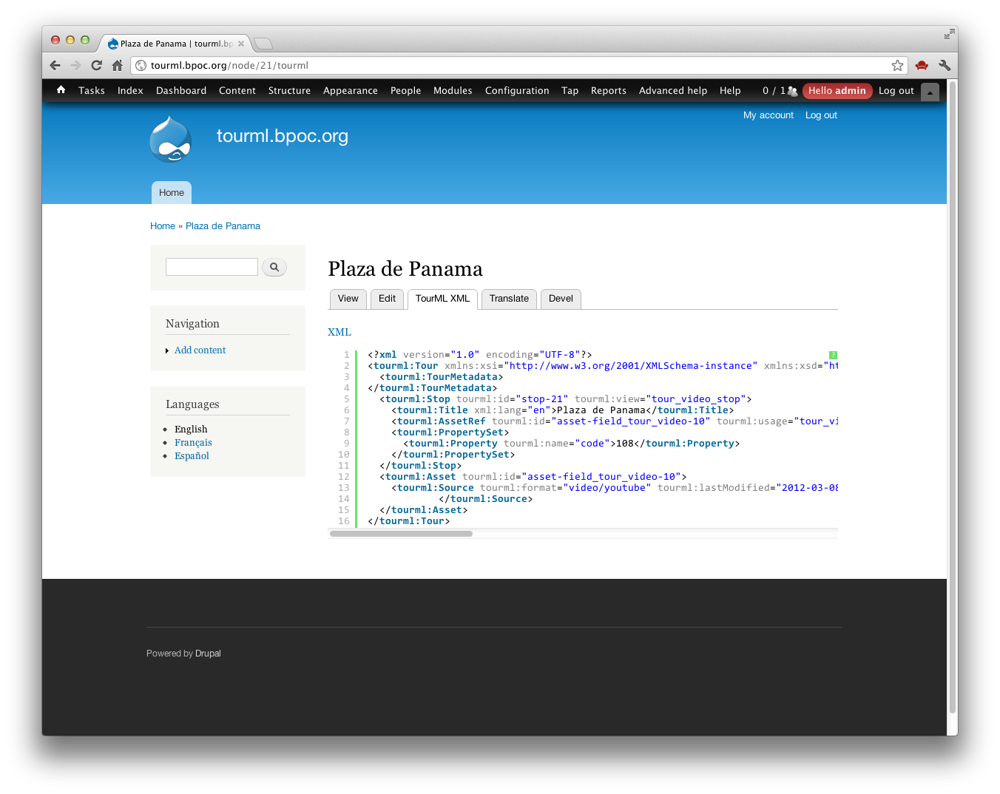 Plaza de Panama | tourml.bp
tourml.bpoc.org/node/21/tourml
Tasks Index Dashboard Content Structure Appearance People Modules Configuration Tap Reports Advanced help Help 0 / 1 Hello admin Log out
My account Log out
tourml.bpoc.org
Home
Home » Plaza de Panama
Navigation
Add content
Languages
English
Français
Español
Plaza de Panama
View Edit TourML XML Translate Devel
XML
?
1 <?xml version="1.0" encoding="UTF-8"?>
2 <tourml:Tour xmlns:xsi="http://www.w3.org/2001/XMLSchema-instance" xmlns:xsd="ht
3 <tourml:TourMetadata>
4 </tourml:TourMetadata>
5 <tourml:Stop tourml:id="stop-21" tourml:view="tour_video_stop">
6 <tourml:Title xml:lang="en">Plaza de Panama</tourml:Title>
7 <tourml:AssetRef tourml:id="asset-field_tour_video-10" tourml:usage="tour_vi
8 <tourml:PropertySet>
9 <tourml:Property tourml:name="code">108</tourml:Property>
10 </tourml:PropertySet>
11 </tourml:Stop>
12 <tourml:Asset tourml:id="asset-field_tour_video-10">
13 <tourml:Source tourml:format="video/youtube" tourml:lastModified="2012-03-08
14 </tourml:Source>
15 </tourml:Asset>
16 </tourml:Tour>
Powered by Drupal